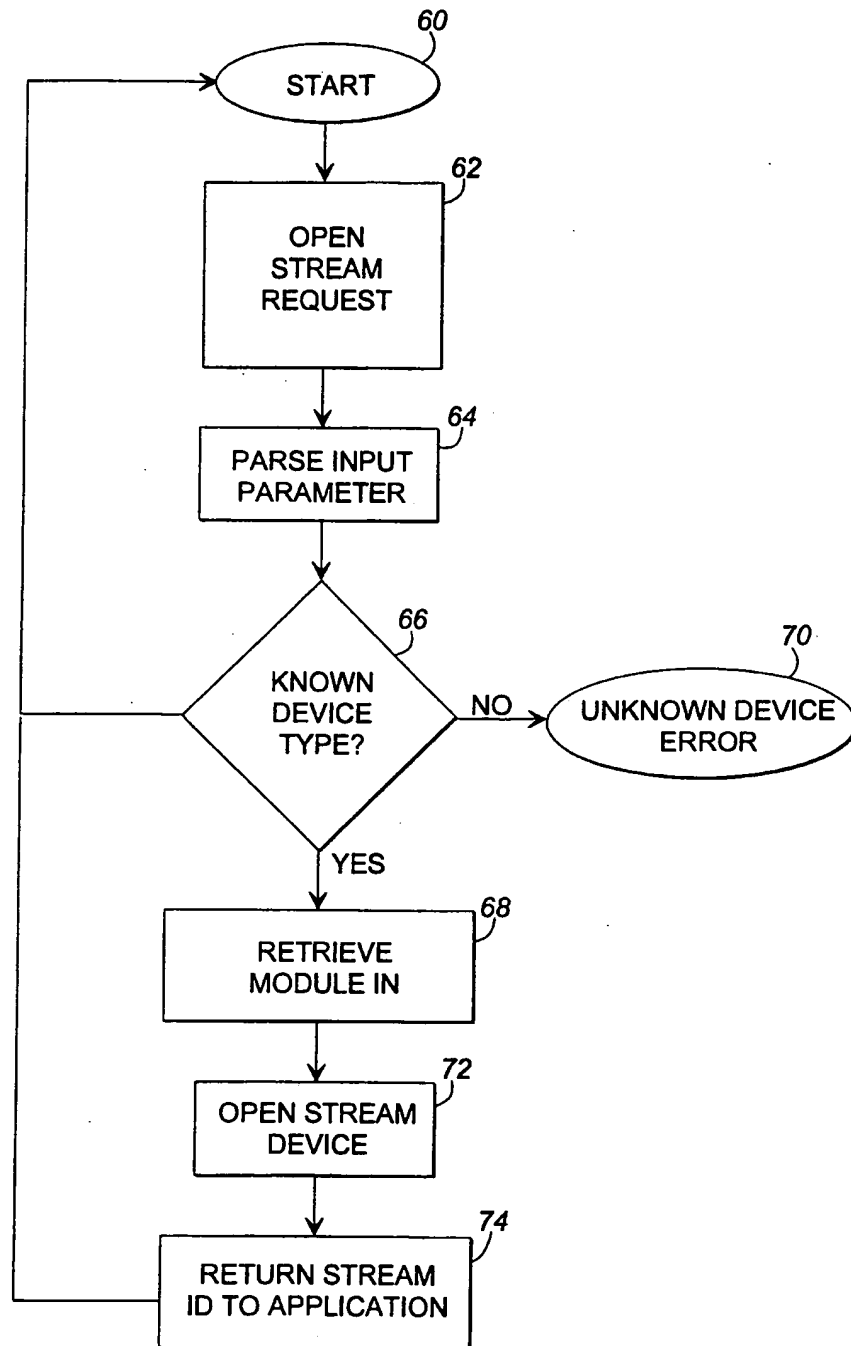 60
START
62
OPEN
STREAM
REQUEST
64
PARSE INPUT
PARAMETER
66
KNOWN
DEVICE
TYPE?
NO
70
UNKNOWN DEVICE
ERROR
YES
68
RETRIEVE
MODULE IN
72
OPEN STREAM
DEVICE
74
RETURN STREAM
ID TO APPLICATION